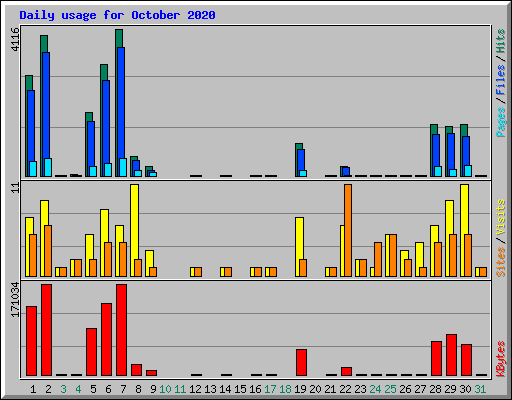 Daily usage for October 2020
4116
Pages / Files / Hits
11
Sites / Visits
171034
KBytes
1 2 3 4 5 6 7 8 9 10 11 12 13 14 15 16 17 18 19 20 21 22 23 24 25 26 27 28 29 30 31